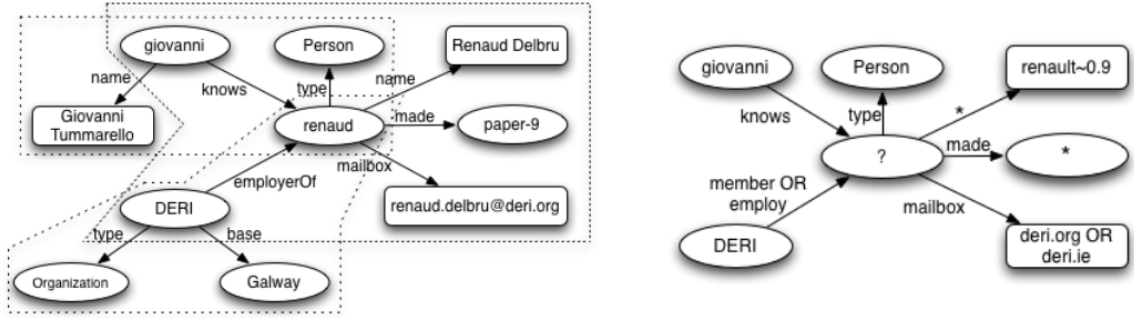 giovanni
Person
Renaud Delbru
name
knows
type
name
Giovanni
Tummarello
renaud
made
paper-9
employerOf
mailbox
DERI
renaud.delbru@deri.org
type
base
Organization
Galway
giovanni
Person
renault~0.9
knows
type
*
?
made
*
member OR
employ
mailbox
DERI
deri.org OR
deri.ie